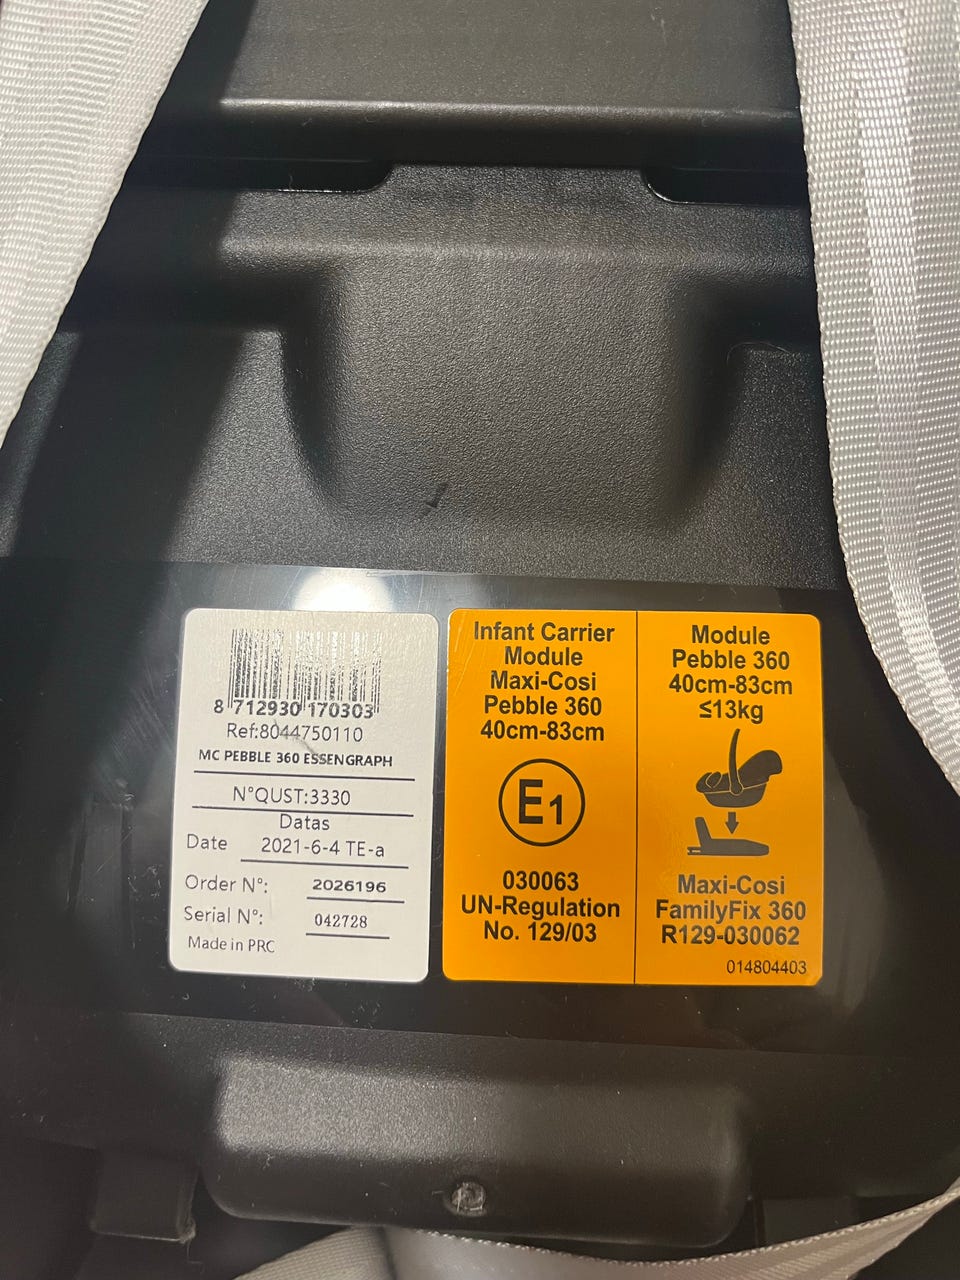 8 712930 170303
Ref:8044750110
MC PEBBLE 360 ESSENGRAPH
N°QUST:3330
Datas
Date 2021-6-4 TE-a
Order N°: 2026196
Serial N°: 042728
Made in PRC
Infant Carrier
Module
Maxi-Cosi
Pebble 360
40cm-83cm
E1
030063
UN-Regulation
No. 129/03
Module
Pebble 360
40cm-83cm
≤13kg
Maxi-Cosi
FamilyFix 360
R129-030062
014804403